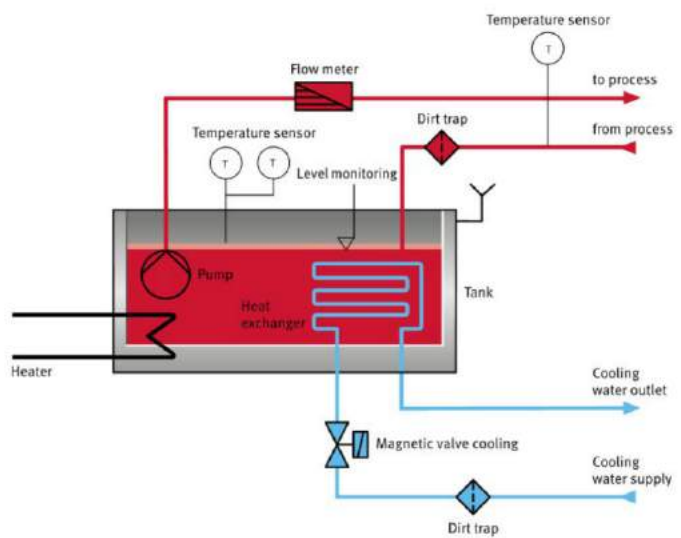 Temperature sensor
T
Flow meter
to process
Dirt trap
from process
Temperature sensor
T
T
Level monitoring
Pump
Tank
Heat
exchanger
Heater
Cooling
water outlet
Magnetic valve cooling
Cooling
water supply
Dirt trap